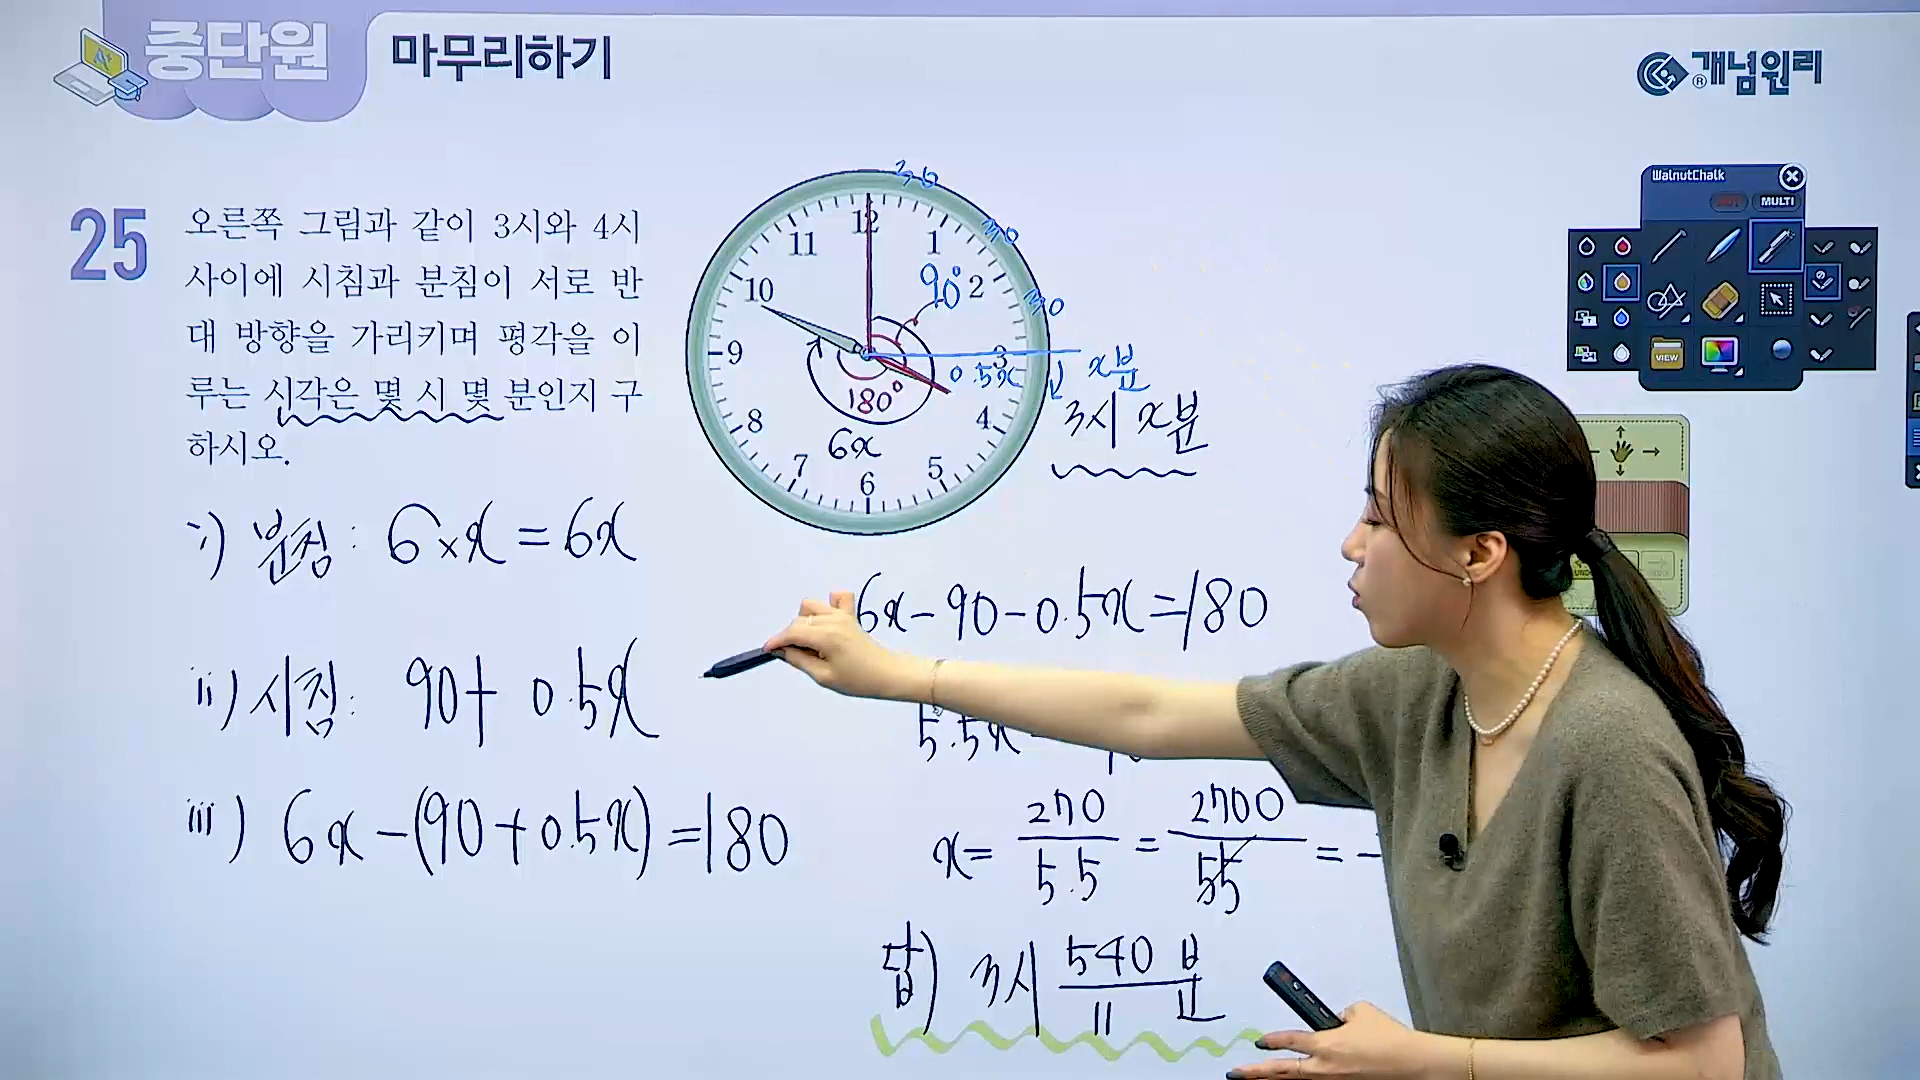 중단원 마무리하기
개념원리
®
25
오른쪽 그림과 같이 3시와 4시
사이에 시침과 분침이 서로 반
대 방향을 가리키며 평각을 이
루는 시각은 몇 시 몇 분인지 구
하시오.
12
1
2
3
4
5
6
7
8
9
10
11
30
30
30
90°
0.5x
x분
180°
6x
3시 x분
i) 분침: 6×x=6x
ii) 시침: 90+0.5x
iii) 6x-(90+0.5x)=180
6x-90-0.5x=180
5.5x
x= 270/5.5 = 2700/55 =
답) 3시 540/11 분
WalnutChalk
MULTI
VIEW